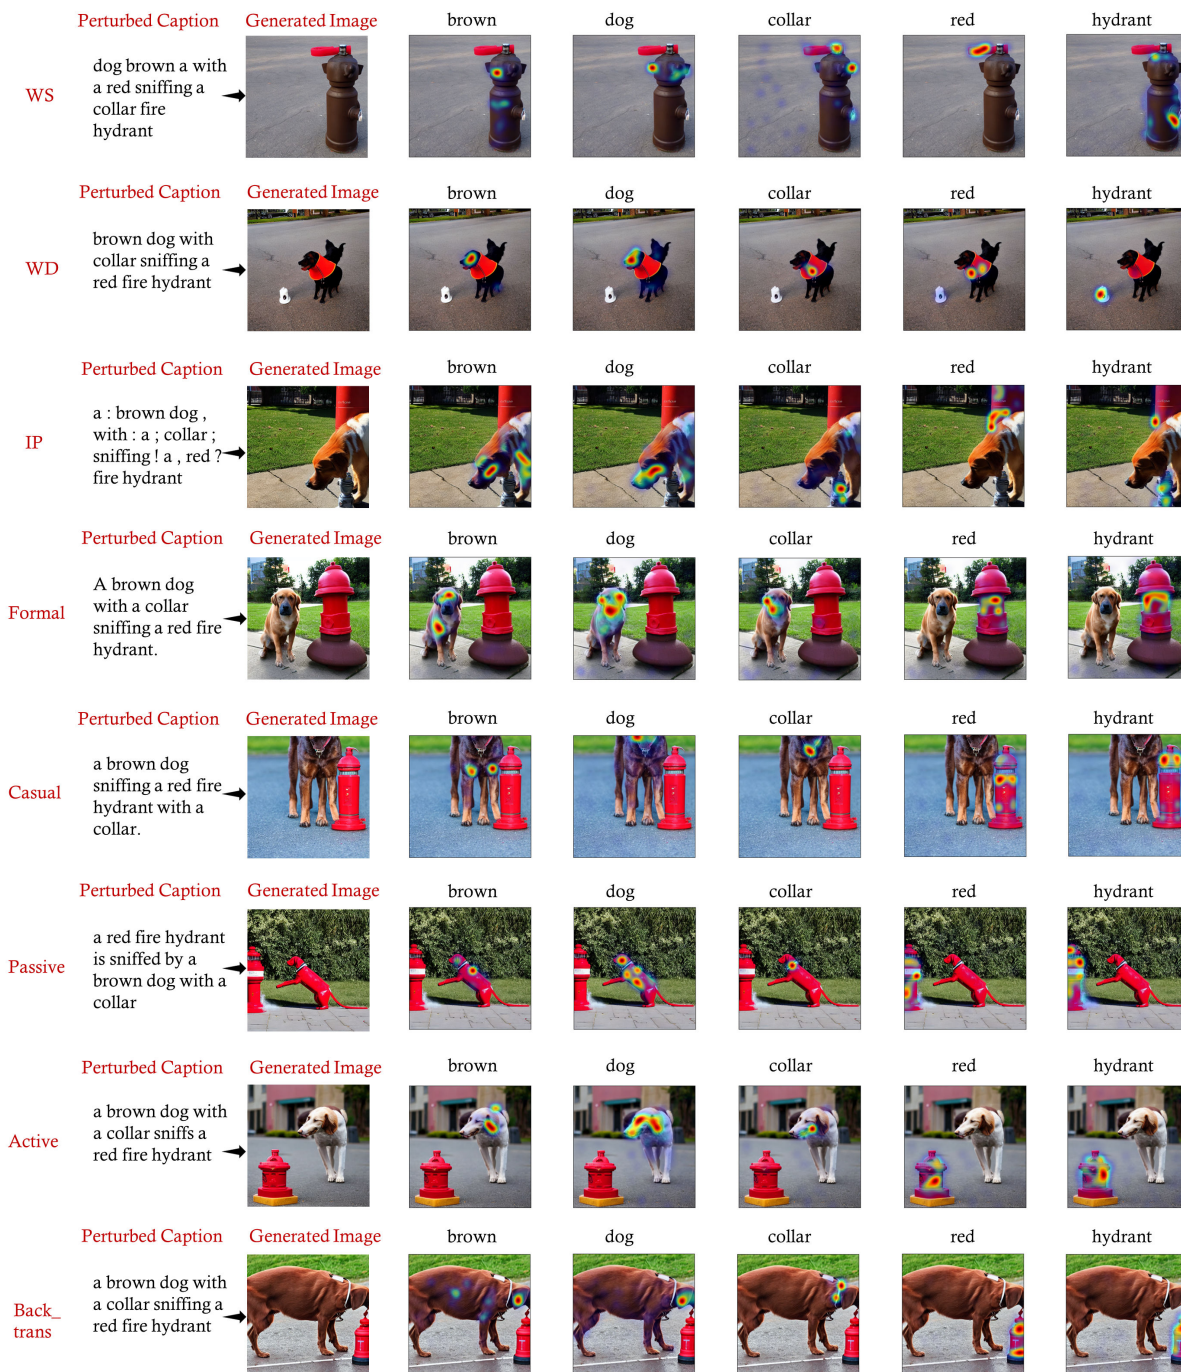 Perturbed Caption Generated Image brown dog collar red hydrant
WS
dog brown a with
a red sniffing a
collar fire
hydrant
Perturbed Caption Generated Image brown dog collar red hydrant
WD
brown dog with
collar sniffing a
red fire hydrant
Perturbed Caption Generated Image brown dog collar red hydrant
IP
a : brown dog ,
with : a ; collar ;
sniffing ! a , red ?
fire hydrant
Perturbed Caption Generated Image brown dog collar red hydrant
Formal
A brown dog
with a collar
sniffing a red fire
hydrant.
Perturbed Caption Generated Image brown dog collar red hydrant
Casual
a brown dog
sniffing a red fire
hydrant with a
collar.
Perturbed Caption Generated Image brown dog collar red hydrant
Passive
a red fire hydrant
is sniffed by a
brown dog with a
collar
Perturbed Caption Generated Image brown dog collar red hydrant
Active
a brown dog with
a collar sniffs a
red fire hydrant
Perturbed Caption Generated Image brown dog collar red hydrant
Back_
trans
a brown dog with
a collar sniffing a
red fire hydrant